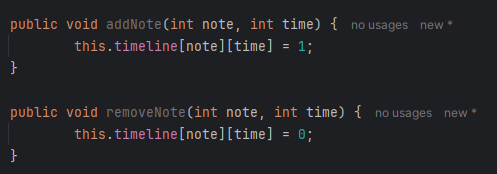 public void addNote(int note, int time) { no usages new *
this.timeline[note][time] = 1;
}
public void removeNote(int note, int time) { no usages new *
this.timeline[note][time] = 0;
}